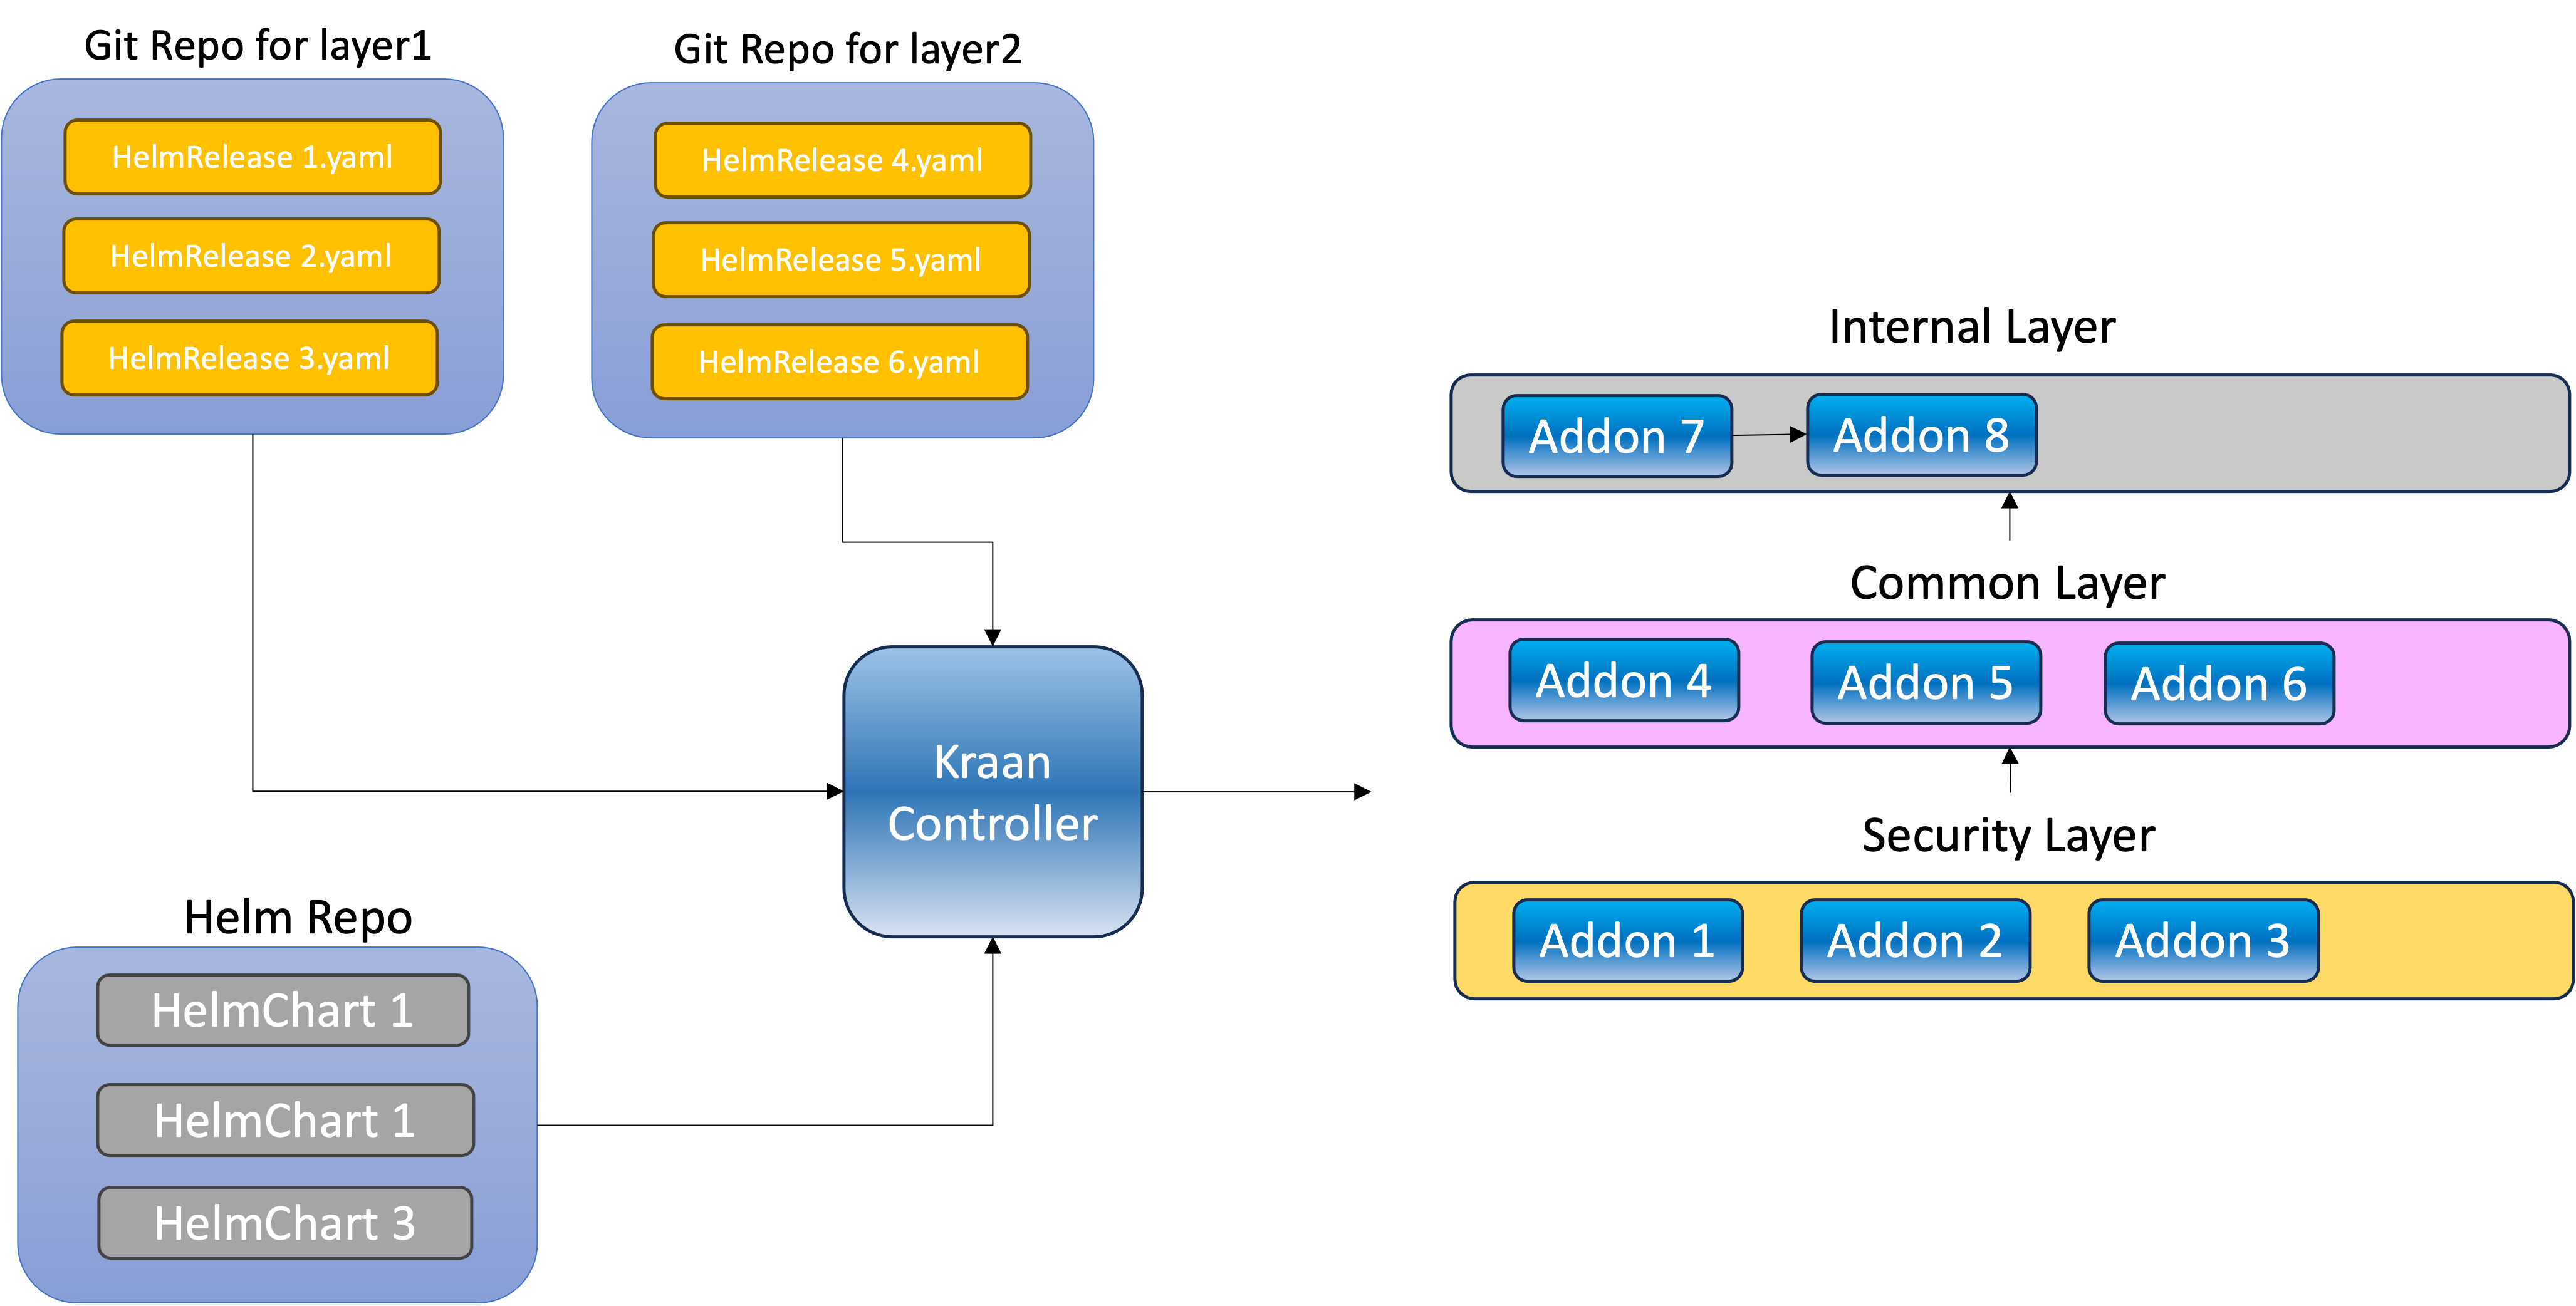 Git Repo for layer1
HelmRelease 1.yaml
HelmRelease 2.yaml
HelmRelease 3.yaml
Git Repo for layer2
HelmRelease 4.yaml
HelmRelease 5.yaml
HelmRelease 6.yaml
Helm Repo
HelmChart 1
HelmChart 1
HelmChart 3
Kraan
Controller
Internal Layer
Addon 7
Addon 8
Common Layer
Addon 4
Addon 5
Addon 6
Security Layer
Addon 1
Addon 2
Addon 3